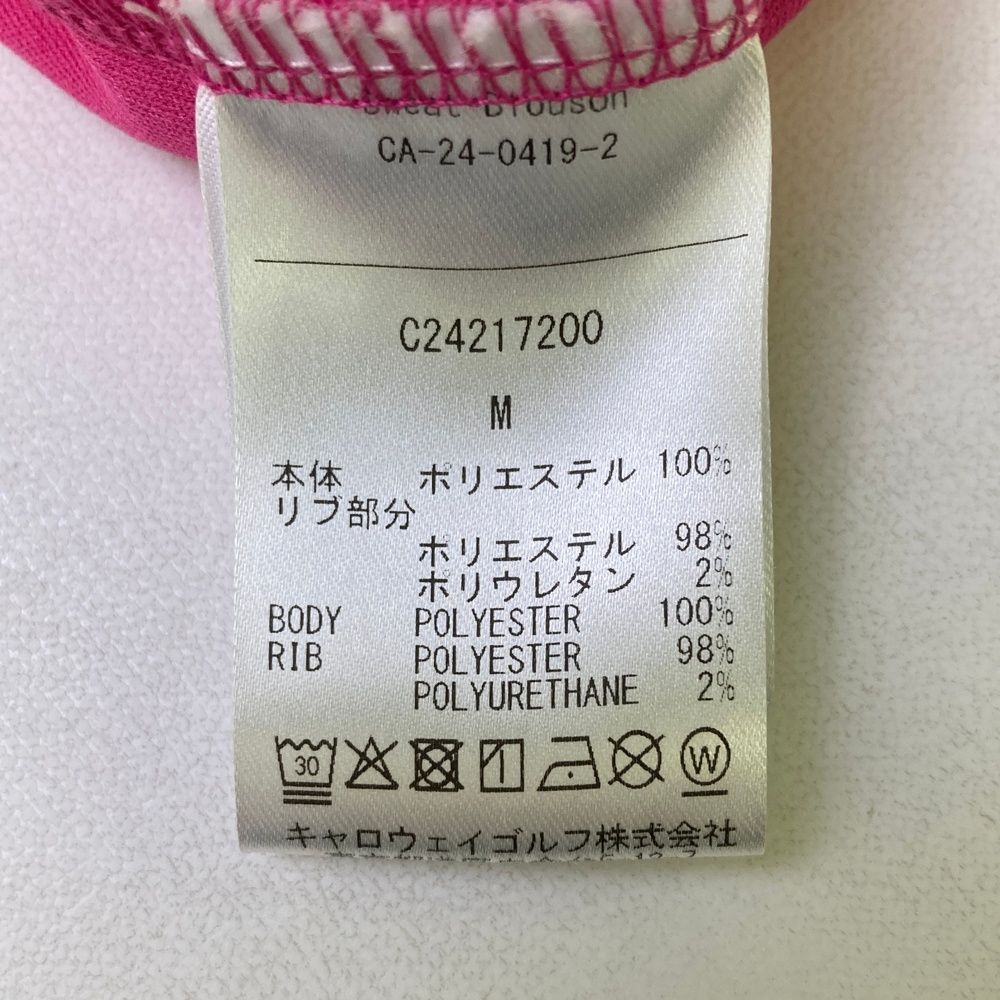 Sweat Blouson
CA-24-0419-2
C24217200
M
本体 ポリエステル 100%
リブ部分
ポリエステル 98%
ポリウレタン 2%
BODY POLYESTER 100%
RIB POLYESTER 98%
POLYURETHANE 2%
30 W
キャロウェイゴルフ株式会社